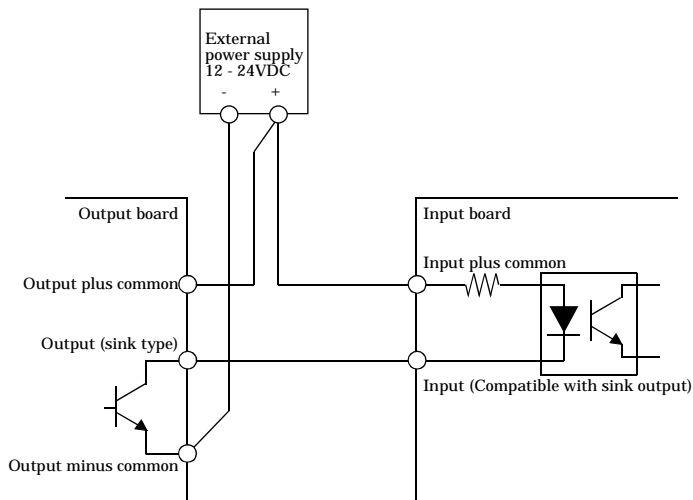 External
power supply
12 - 24VDC
- +
Output board
Input board
Input plus common
Output plus common
Output (sink type)
Input (Compatible with sink output)
Output minus common